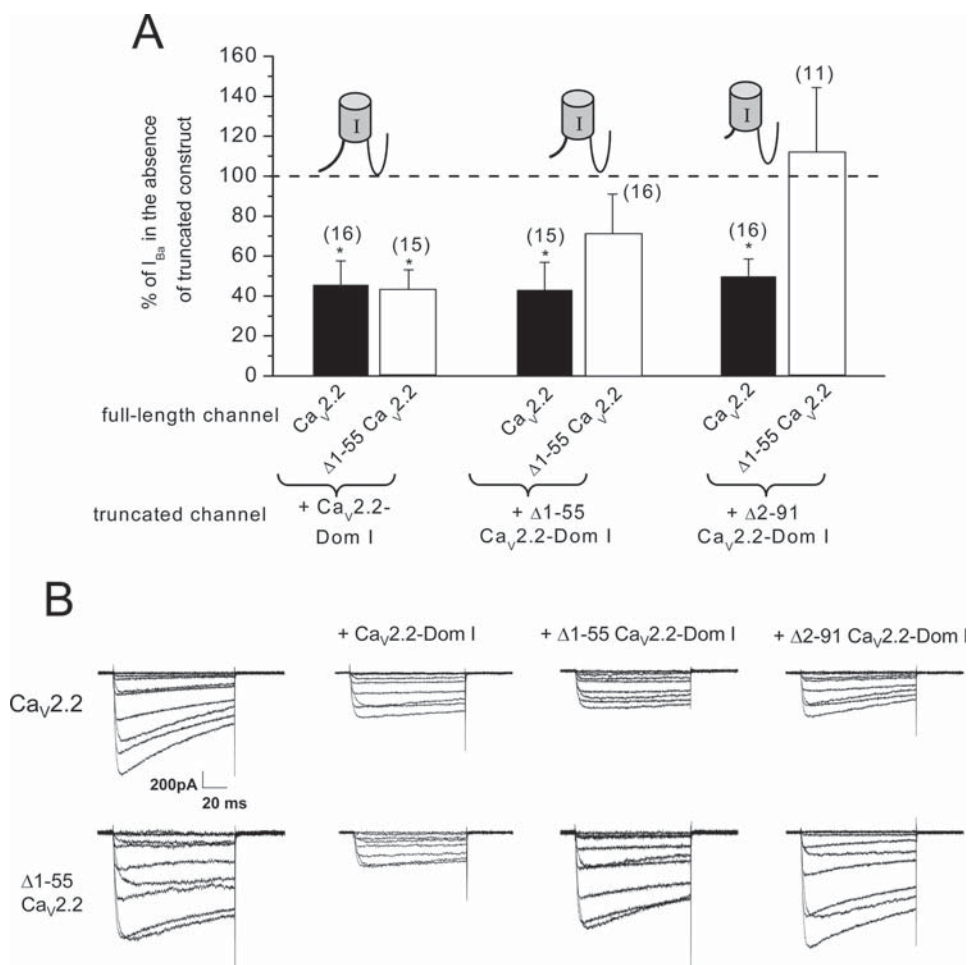 A
160
140
120
100
80
60
40
20
0
% of I_Ba in the absence
of truncated construct
I
I
I
(16)
*
(15)
*
(15)
*
(16)
(16)
*
(11)
full-length channel
Ca_V2.2
Δ1-55 Ca_V2.2
Ca_V2.2
Δ1-55 Ca_V2.2
Ca_V2.2
Δ1-55 Ca_V2.2
truncated channel
+ Ca_V2.2-
Dom I
+ Δ1-55
Ca_V2.2-Dom I
+ Δ2-91
Ca_V2.2-Dom I
B
+ Ca_V2.2-Dom I
+ Δ1-55 Ca_V2.2-Dom I
+ Δ2-91 Ca_V2.2-Dom I
Ca_V2.2
200pA
20 ms
Δ1-55
Ca_V2.2